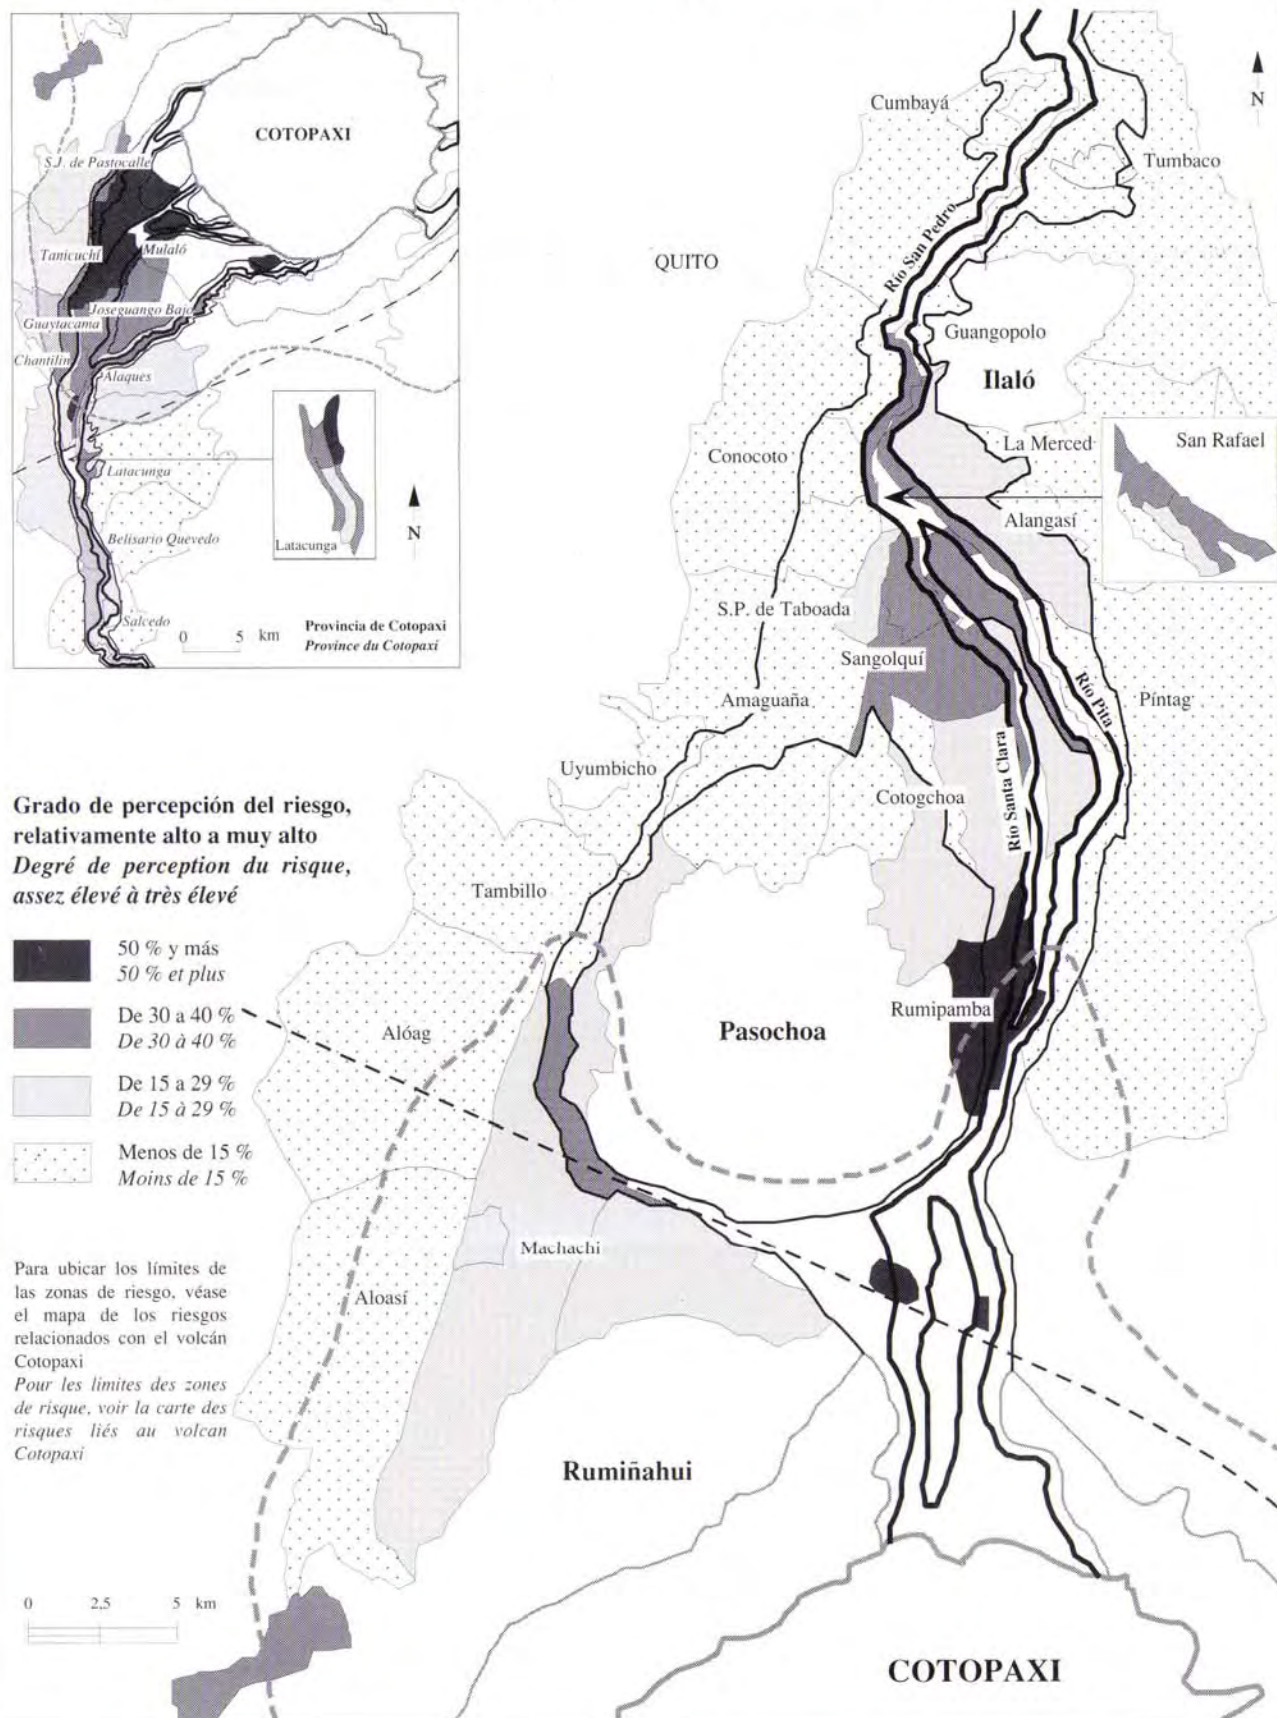 COTOPAXI
S.J. de Pastocalle
Tanicuchí
Mulaló
Joseguango Bajo
Guaytacama
Chantilín
Alaques
Latacunga
Belisario Quevedo
Salcedo
Latacunga
N
0 5 km
Provincia de Cotopaxi
Province du Cotopaxi
N
Cumbayá
Tumbaco
Río San Pedro
QUITO
Guangopolo
Ilaló
La Merced
San Rafael
Conocoto
Alangasí
S.P. de Taboada
Sangolquí
Río Pita
Píntag
Amaguaña
Uyumbicho
Cotogchoa
Río Santa Clara
Tambillo
Rumipamba
Pasochoa
Alóag
Machachi
Aloasí
Rumiñahui
COTOPAXI
Grado de percepción del riesgo,
relativamente alto a muy alto
Degré de perception du risque,
assez élevé à très élevé
50 % y más
50 % et plus
De 30 a 40 %
De 30 à 40 %
De 15 a 29 %
De 15 à 29 %
Menos de 15 %
Moins de 15 %
Para ubicar los límites de
las zonas de riesgo, véase
el mapa de los riesgos
relacionados con el volcán
Cotopaxi
Pour les limites des zones
de risque, voir la carte des
risques liés au volcan
Cotopaxi
0 2,5 5 km